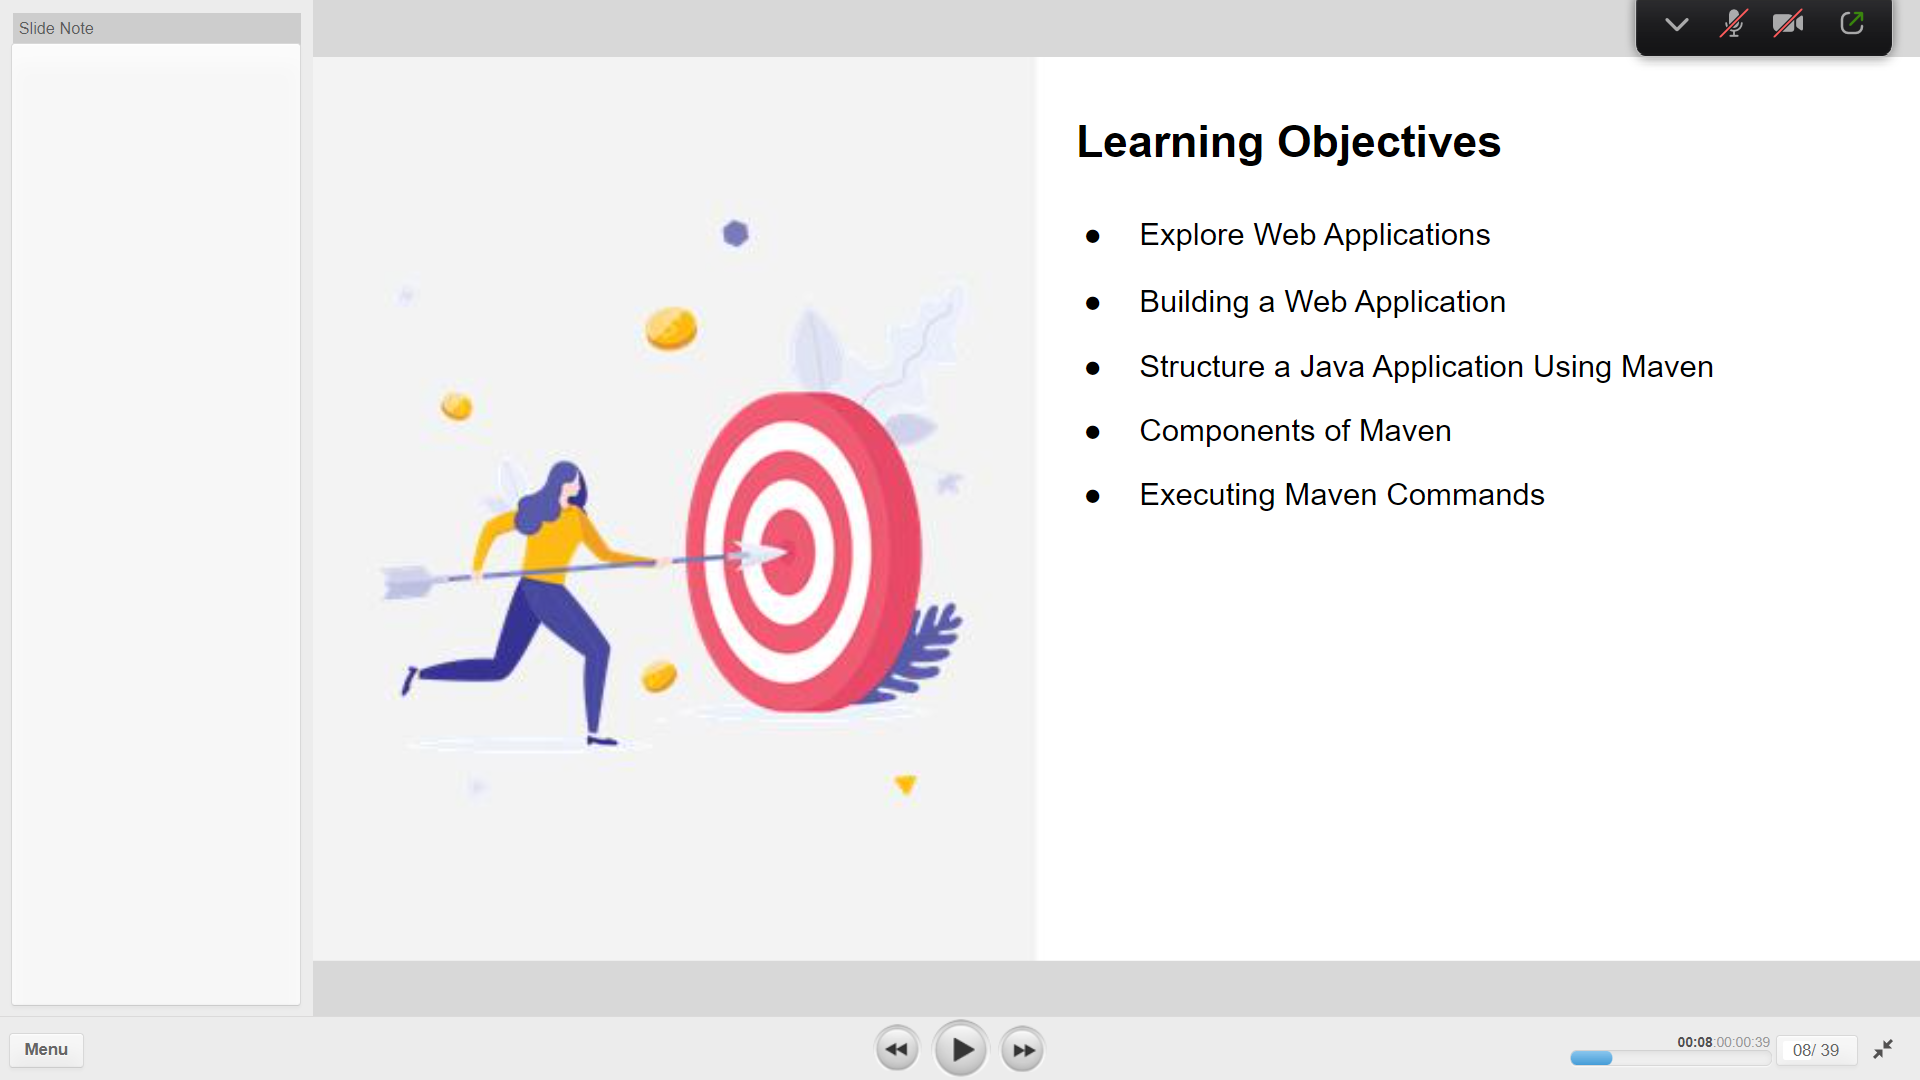 Slide Note
Learning Objectives
● Explore Web Applications
● Building a Web Application
● Structure a Java Application Using Maven
● Components of Maven
● Executing Maven Commands
Menu
00:08:00:00:39
08/ 39